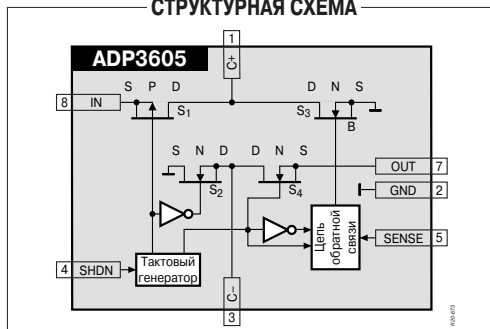 СТРУКТУРНАЯ СХЕМА
ADP3605
1
C+
S P D
D N S
8 IN
S1
S3
B
S N D D N S
S2
S4
OUT 7
GND 2
SENSE 5
Цепь обратной связи
4 SHDN
Тактовый
генератор
C−
3